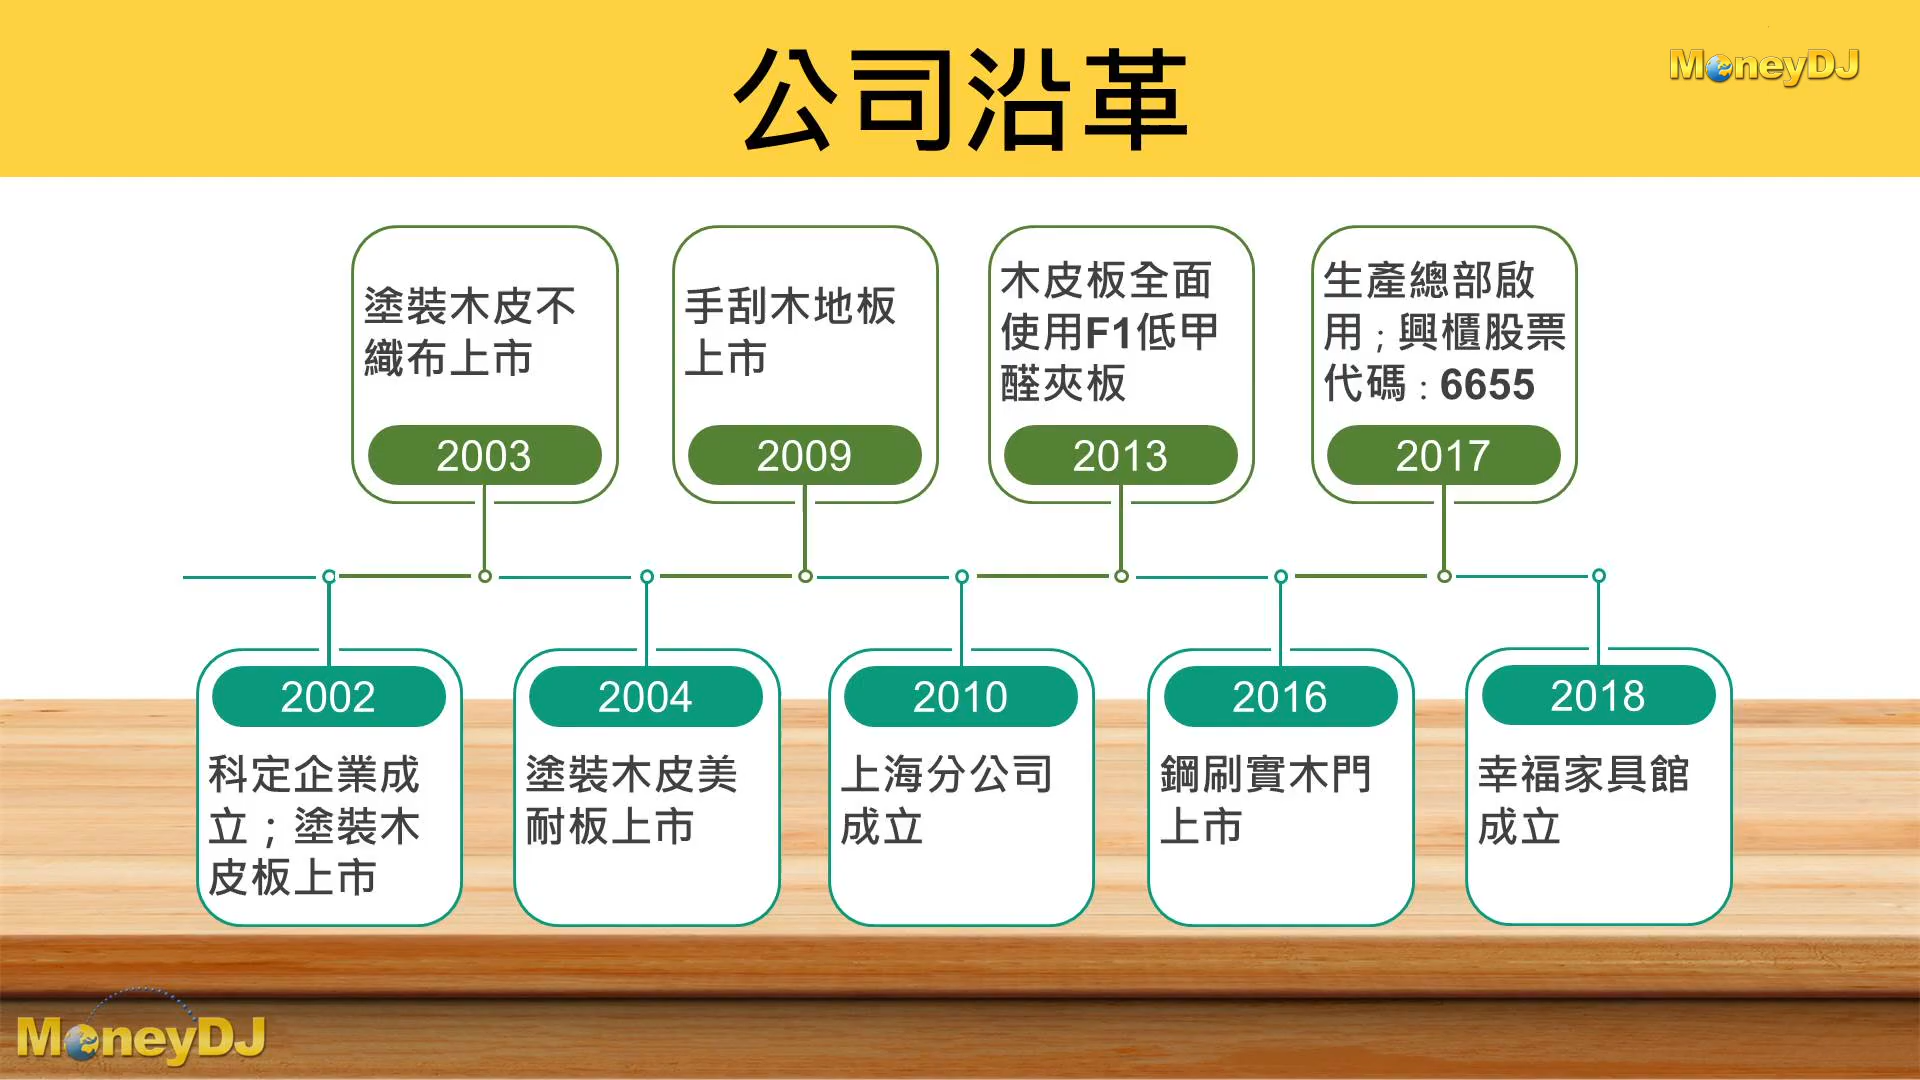 公司沿革
MoneyDJ
塗裝木皮不
織布上市
2003
手刮木地板
上市
2009
木皮板全面
使用F1低甲
醛夾板
2013
生產總部啟
用；興櫃股票
代碼：6655
2017
2002
科定企業成
立；塗裝木
皮板上市
2004
塗裝木皮美
耐板上市
2010
上海分公司
成立
2016
鋼刷實木門
上市
2018
幸福家具館
成立
MoneyDJ